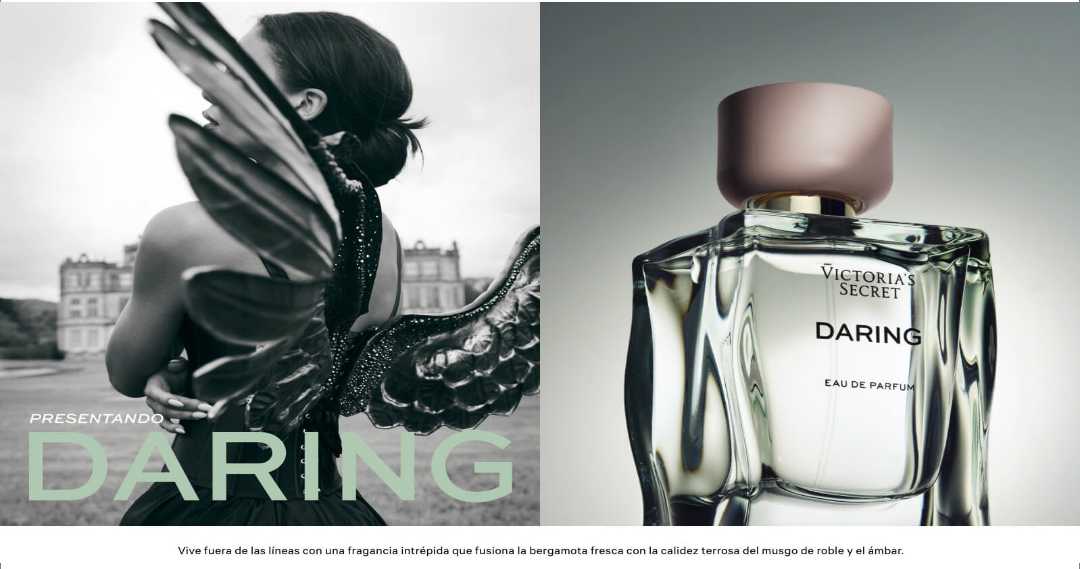 PRESENTANDO
DARING
VICTORIA'S
SECRET
DARING
EAU DE PARFUM
Vive fuera de las líneas con una fragancia intrépida que fusiona la bergamota fresca con la calidez terrosa del musgo de roble y el ámbar.